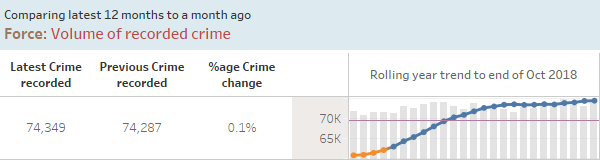 Comparing latest 12 months to a month ago
Force: Volume of recorded crime
Latest Crime recorded
Previous Crime recorded
%age Crime change
Rolling year trend to end of Oct 2018
74,349
74,287
0.1%
70K
65K